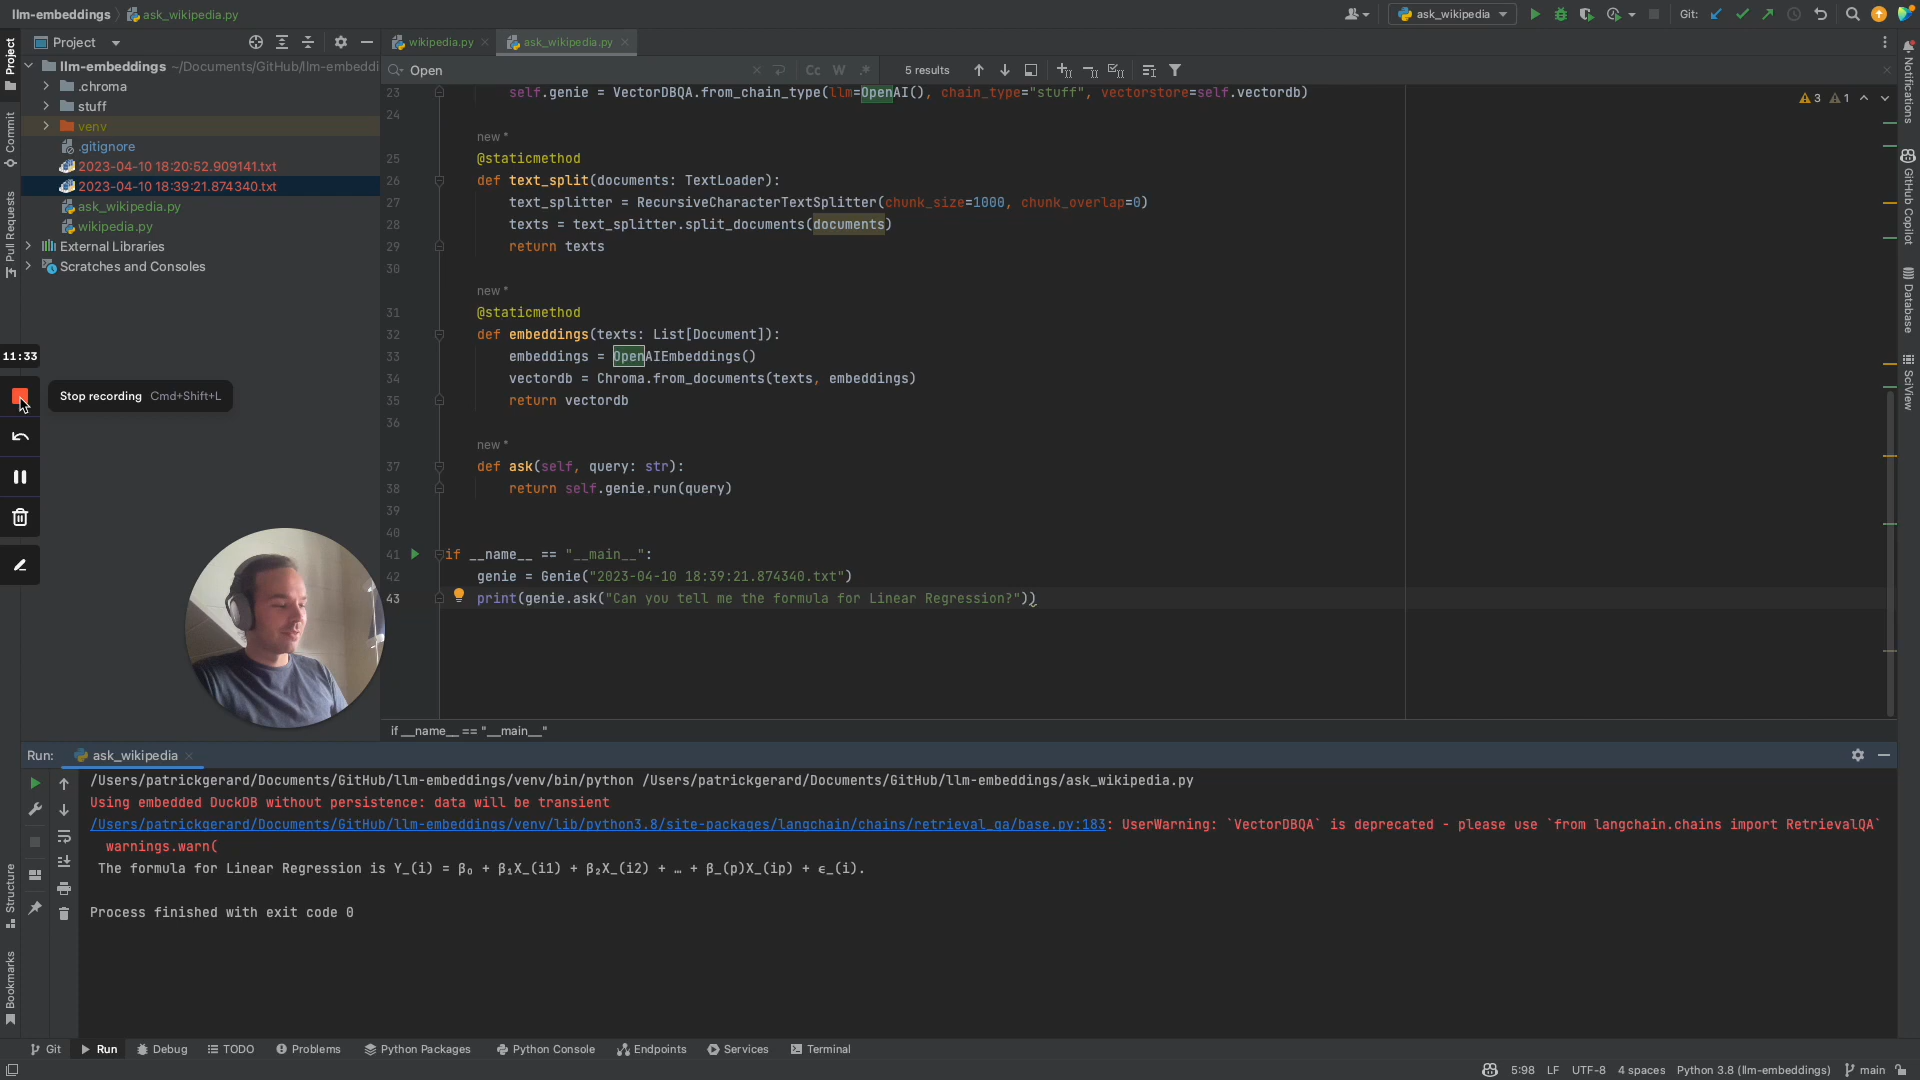 llm-embeddings
ask_wikipedia.py
ask_wikipedia
Git:
Project
wikipedia.py
ask_wikipedia.py
llm-embeddings ~/Documents/GitHub/llm-embeddi
.chroma
stuff
venv
.gitignore
2023-04-10 18:20:52.909141.txt
2023-04-10 18:39:21.874340.txt
ask_wikipedia.py
wikipedia.py
External Libraries
Scratches and Consoles
Project
Commit
Pull Requests
Structure
Bookmarks
Open
Cc
W
.*
5 results
3
1
23 self.genie = VectorDBQA.from_chain_type(llm=OpenAI(), chain_type="stuff", vectorstore=self.vectordb)
24
new *
25 @staticmethod
26 def text_split(documents: TextLoader):
27 text_splitter = RecursiveCharacterTextSplitter(chunk_size=1000, chunk_overlap=0)
28 texts = text_splitter.split_documents(documents)
29 return texts
30
new *
31 @staticmethod
32 def embeddings(texts: List[Document]):
33 embeddings = OpenAIEmbeddings()
34 vectordb = Chroma.from_documents(texts, embeddings)
35 return vectordb
36
new *
37 def ask(self, query: str):
38 return self.genie.run(query)
39
40
41 if __name__ == "__main__":
42 genie = Genie("2023-04-10 18:39:21.874340.txt")
43 print(genie.ask("Can you tell me the formula for Linear Regression?"))
if __name__ == "__main__"
11:33
Stop recording Cmd+Shift+L
Notifications
GitHub Copilot
Database
SciView
Run:
ask_wikipedia
/Users/patrickgerard/Documents/GitHub/llm-embeddings/venv/bin/python /Users/patrickgerard/Documents/GitHub/llm-embeddings/ask_wikipedia.py
Using embedded DuckDB without persistence: data will be transient
/Users/patrickgerard/Documents/GitHub/llm-embeddings/venv/lib/python3.8/site-packages/langchain/chains/retrieval_qa/base.py:183: UserWarning: `VectorDBQA` is deprecated - please use `from langchain.chains import RetrievalQA`
warnings.warn(
The formula for Linear Regression is Y_(i) = β₀ + β₁X_(i1) + β₂X_(i2) + … + β_(p)X_(ip) + ϵ_(i).
Process finished with exit code 0
Git
Run
Debug
TODO
Problems
Python Packages
Python Console
Endpoints
Services
Terminal
5:98
LF
UTF-8
4 spaces
Python 3.8 (llm-embeddings)
main